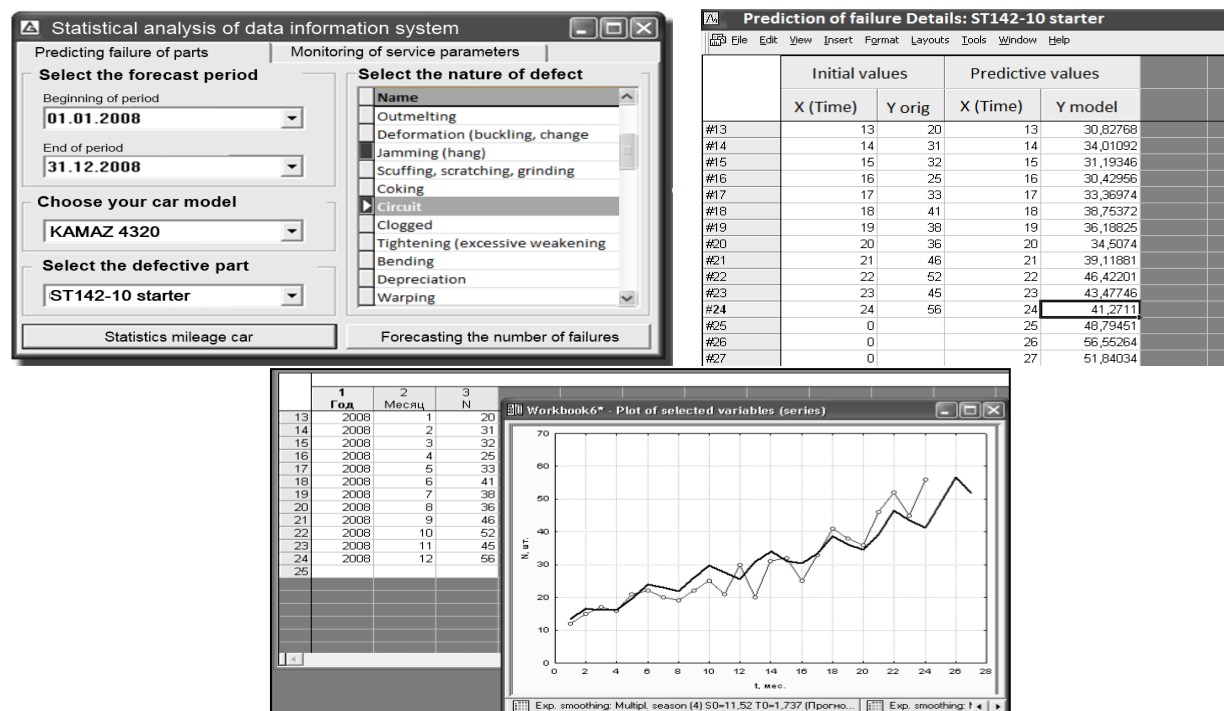 Statistical analysis of data information system
Predicting failure of parts
Monitoring of service parameters
Select the forecast period
Beginning of period
01.01.2008
End of period
31.12.2008
Choose your car model
KAMAZ 4320
Select the defective part
ST142-10 starter
Statistics mileage car
Select the nature of defect
Name
Outmelting
Deformation (buckling, change
Jamming (hang)
Scuffing, scratching, grinding
Coking
Circuit
Clogged
Tightening (excessive weakening
Bending
Depreciation
Warping
Forecasting the number of failures
Prediction of failure Details: ST142-10 starter
File Edit View Insert Format Layouts Tools Window Help
Initial values Predictive values
X (Time) Y orig X (Time) Y model
#13 13 20 13 30,82768
#14 14 31 14 34,01092
#15 15 32 15 31,19346
#16 16 25 16 30,42956
#17 17 33 17 33,36974
#18 18 41 18 38,75372
#19 19 38 19 36,18825
#20 20 36 20 34,5074
#21 21 46 21 39,11881
#22 22 52 22 46,42201
#23 23 45 23 43,47746
#24 24 56 24 41,2711
#25 0 25 48,79451
#26 0 26 56,55264
#27 0 27 51,84034
1 2 3
Год Месяц N
13 2008 1 20
14 2008 2 31
15 2008 3 32
16 2008 4 25
17 2008 5 33
18 2008 6 41
19 2008 7 38
20 2008 8 36
21 2008 9 46
22 2008 10 52
23 2008 11 45
24 2008 12 56
25
Workbook6* - Plot of selected variables (series)
70
60
50
40
30
20
10
0
N, шт.
0 2 4 6 8 10 12 14 16 18 20 22 24 26 28
t, мес.
Exp. smoothing: Multipl. season (4) S0=11,52 T0=1,737 (Прогно...
Exp. smoothing: